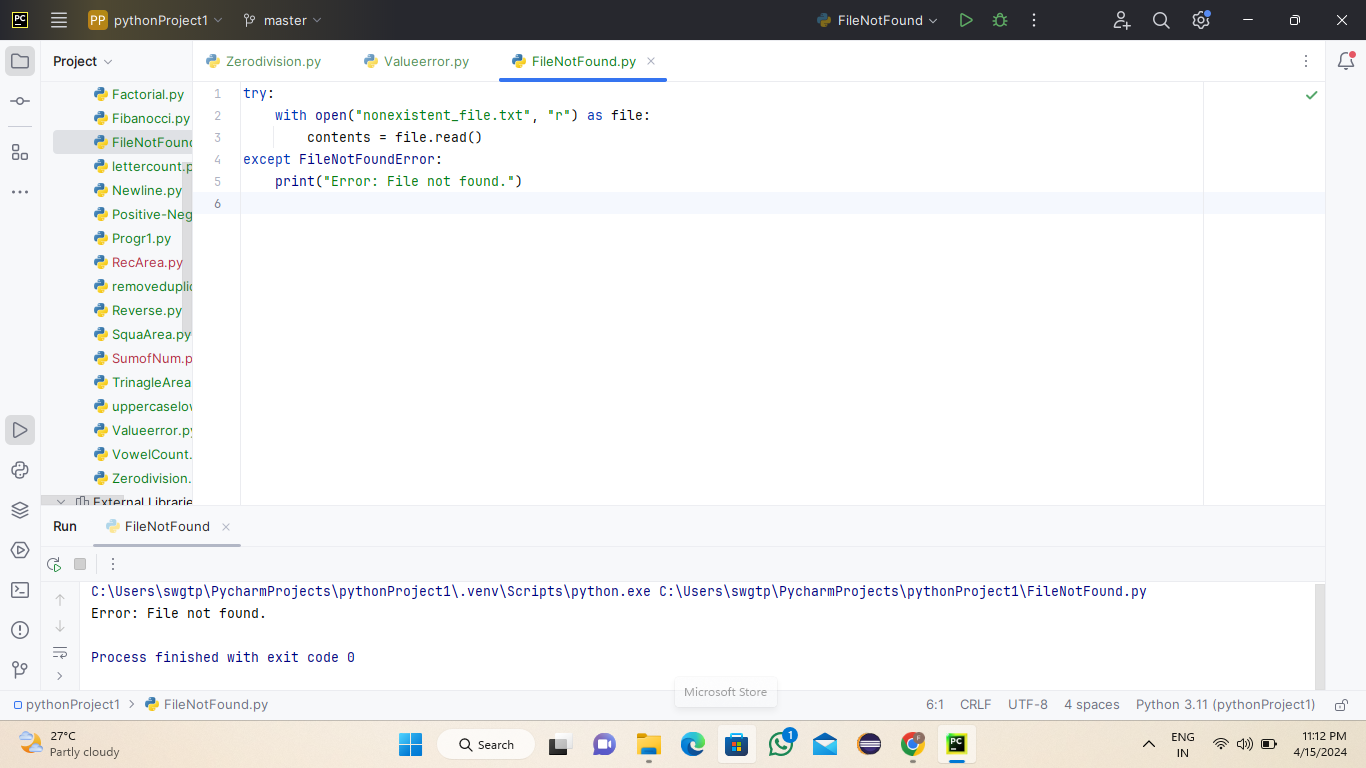 PC
PP pythonProject1
master
FileNotFound
Project
Zerodivision.py
Valueerror.py
FileNotFound.py
Factorial.py
Fibanocci.py
FileNotFound
lettercount.p
Newline.py
Positive-Neg
Progr1.py
RecArea.py
removedupli
Reverse.py
SquaArea.py
SumofNum.p
TrinagleArea
uppercaselov
Valueerror.py
VowelCount.
Zerodivision.
External Librarie
1 try:
2 with open("nonexistent_file.txt", "r") as file:
3 contents = file.read()
4 except FileNotFoundError:
5 print("Error: File not found.")
6
Run
FileNotFound
C:\Users\swgtp\PycharmProjects\pythonProject1\.venv\Scripts\python.exe C:\Users\swgtp\PycharmProjects\pythonProject1\FileNotFound.py
Error: File not found.
Process finished with exit code 0
Microsoft Store
pythonProject1 > FileNotFound.py
6:1 CRLF UTF-8 4 spaces Python 3.11 (pythonProject1)
27°C
Partly cloudy
Search
1
PC
ENG
IN
11:12 PM
4/15/2024